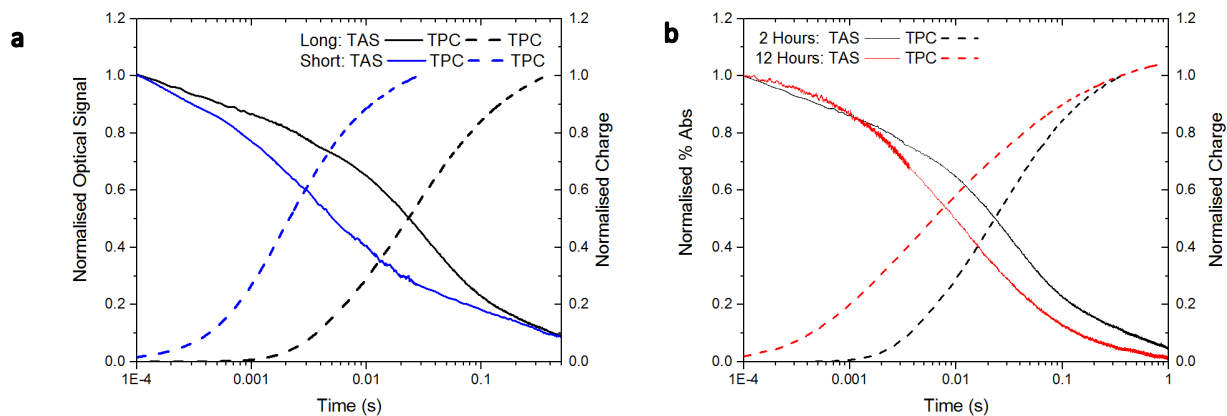 a
Long: TAS TPC TPC
Short: TAS TPC TPC
1.2
1.0
0.8
0.6
0.4
0.2
0.0
Normalised Optical Signal
1.2
1.0
0.8
0.6
0.4
0.2
0.0
Normalised Charge
1E-4 0.001 0.01 0.1
Time (s)
b
2 Hours: TAS TPC
12 Hours: TAS TPC
1.2
1.0
0.8
0.6
0.4
0.2
0.0
Normalised % Abs
1.2
1.0
0.8
0.6
0.4
0.2
0.0
Normalised Charge
1E-4 0.001 0.01 0.1 1
Time (s)